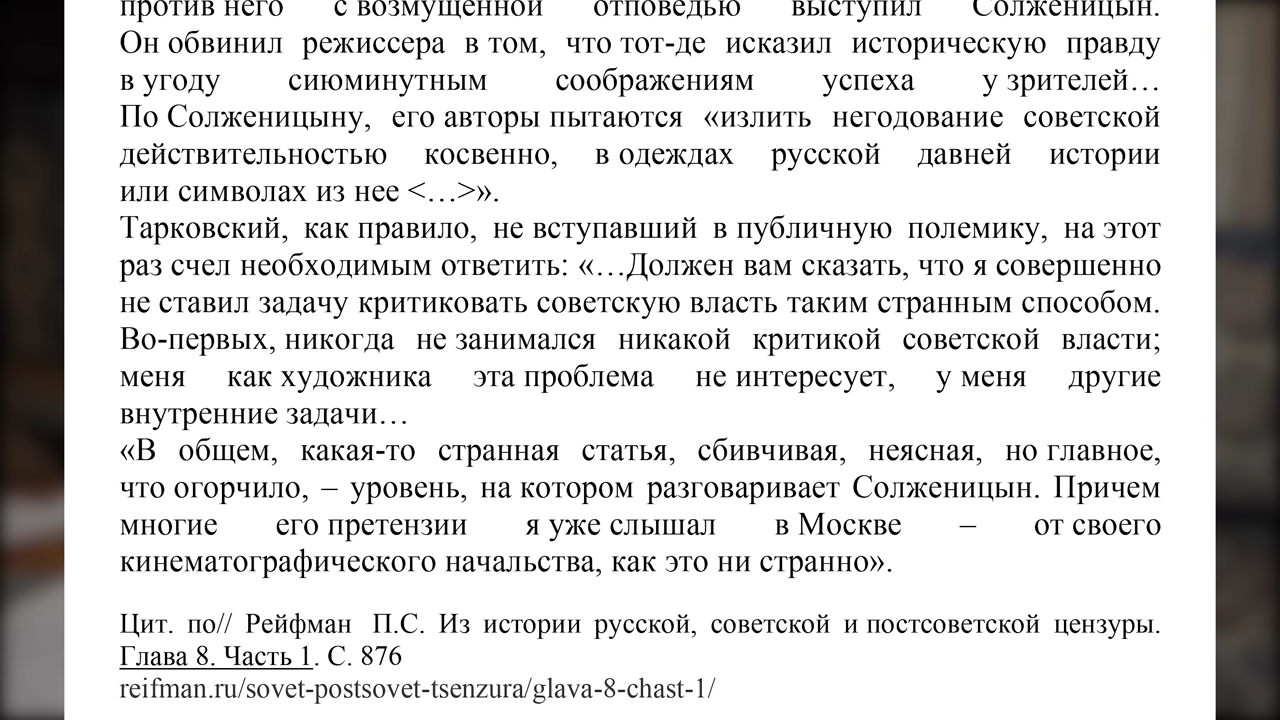 против него с возмущенной отповедью выступил Солженицын.
Он обвинил режиссера в том, что тот-де исказил историческую правду
в угоду сиюминутным соображениям успеха у зрителей…
По Солженицыну, его авторы пытаются «излить негодование советской
действительностью косвенно, в одеждах русской давней истории
или символах из нее <…>».
Тарковский, как правило, не вступавший в публичную полемику, на этот
раз счел необходимым ответить: «…Должен вам сказать, что я совершенно
не ставил задачу критиковать советскую власть таким странным способом.
Во-первых, никогда не занимался никакой критикой советской власти;
меня как художника эта проблема не интересует, у меня другие
внутренние задачи…
«В общем, какая-то странная статья, сбивчивая, неясная, но главное,
что огорчило, – уровень, на котором разговаривает Солженицын. Причем
многие его претензии я уже слышал в Москве – от своего
кинематографического начальства, как это ни странно».
Цит. по// Рейфман П.С. Из истории русской, советской и постсоветской цензуры.
Глава 8. Часть 1. С. 876
reifman.ru/sovet-postsovet-tsenzura/glava-8-chast-1/